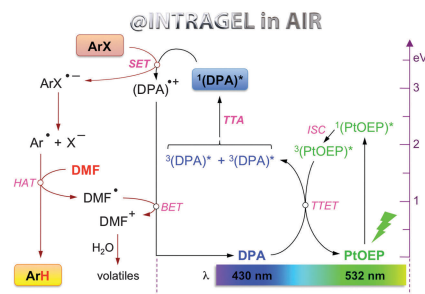 @INTRAGEL in AIR
ArX
SET
eV
ArX•−
(DPA)•+
¹(DPA)*
3
TTA
ISC
¹(PtOEP)*
³(PtOEP)*
Ar• + X−
³(DPA)* + ³(DPA)*
2
HAT
DMF
DMF•
BET
TTET
DMF+
1
H₂O
ArH
volatiles
DPA
PtOEP
λ
430 nm
532 nm